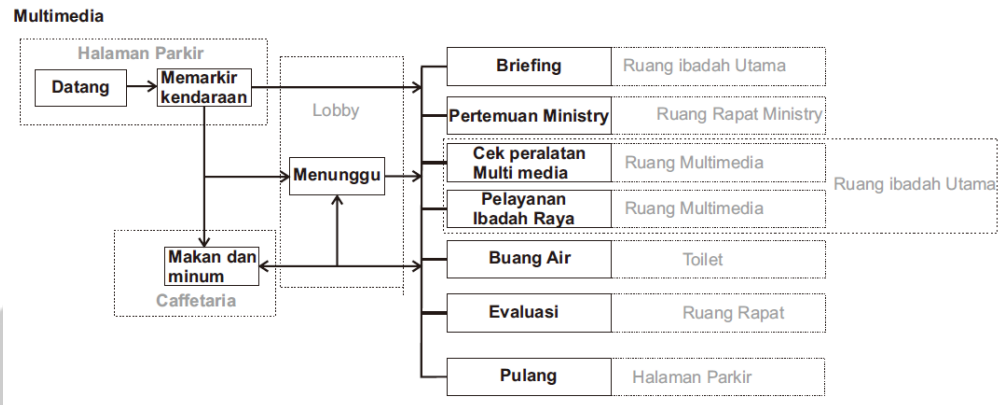 Multimedia
Halaman Parkir
Datang
Memarkir
kendaraan
Lobby
Menunggu
Makan dan
minum
Caffetaria
Briefing
Ruang ibadah Utama
Pertemuan Ministry
Ruang Rapat Ministry
Cek peralatan
Multi media
Ruang Multimedia
Pelayanan
Ibadah Raya
Ruang Multimedia
Ruang ibadah Utama
Buang Air
Toilet
Evaluasi
Ruang Rapat
Pulang
Halaman Parkir